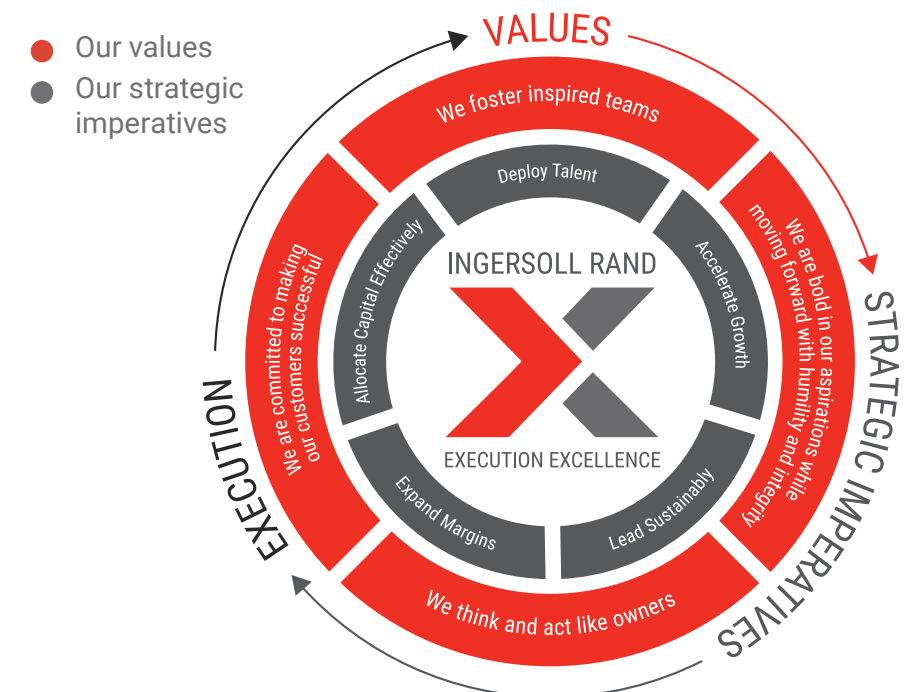 Our values
Our strategic
imperatives
VALUES
STRATEGIC IMPERATIVES
EXECUTION
We foster inspired teams
We are bold in our aspirations while
moving forward with humility and integrity
We think and act like owners
We are committed to making
our customers successful
Deploy Talent
Accelerate Growth
Lead Sustainably
Expand Margins
Allocate Capital Effectively
INGERSOLL RAND
EXECUTION EXCELLENCE